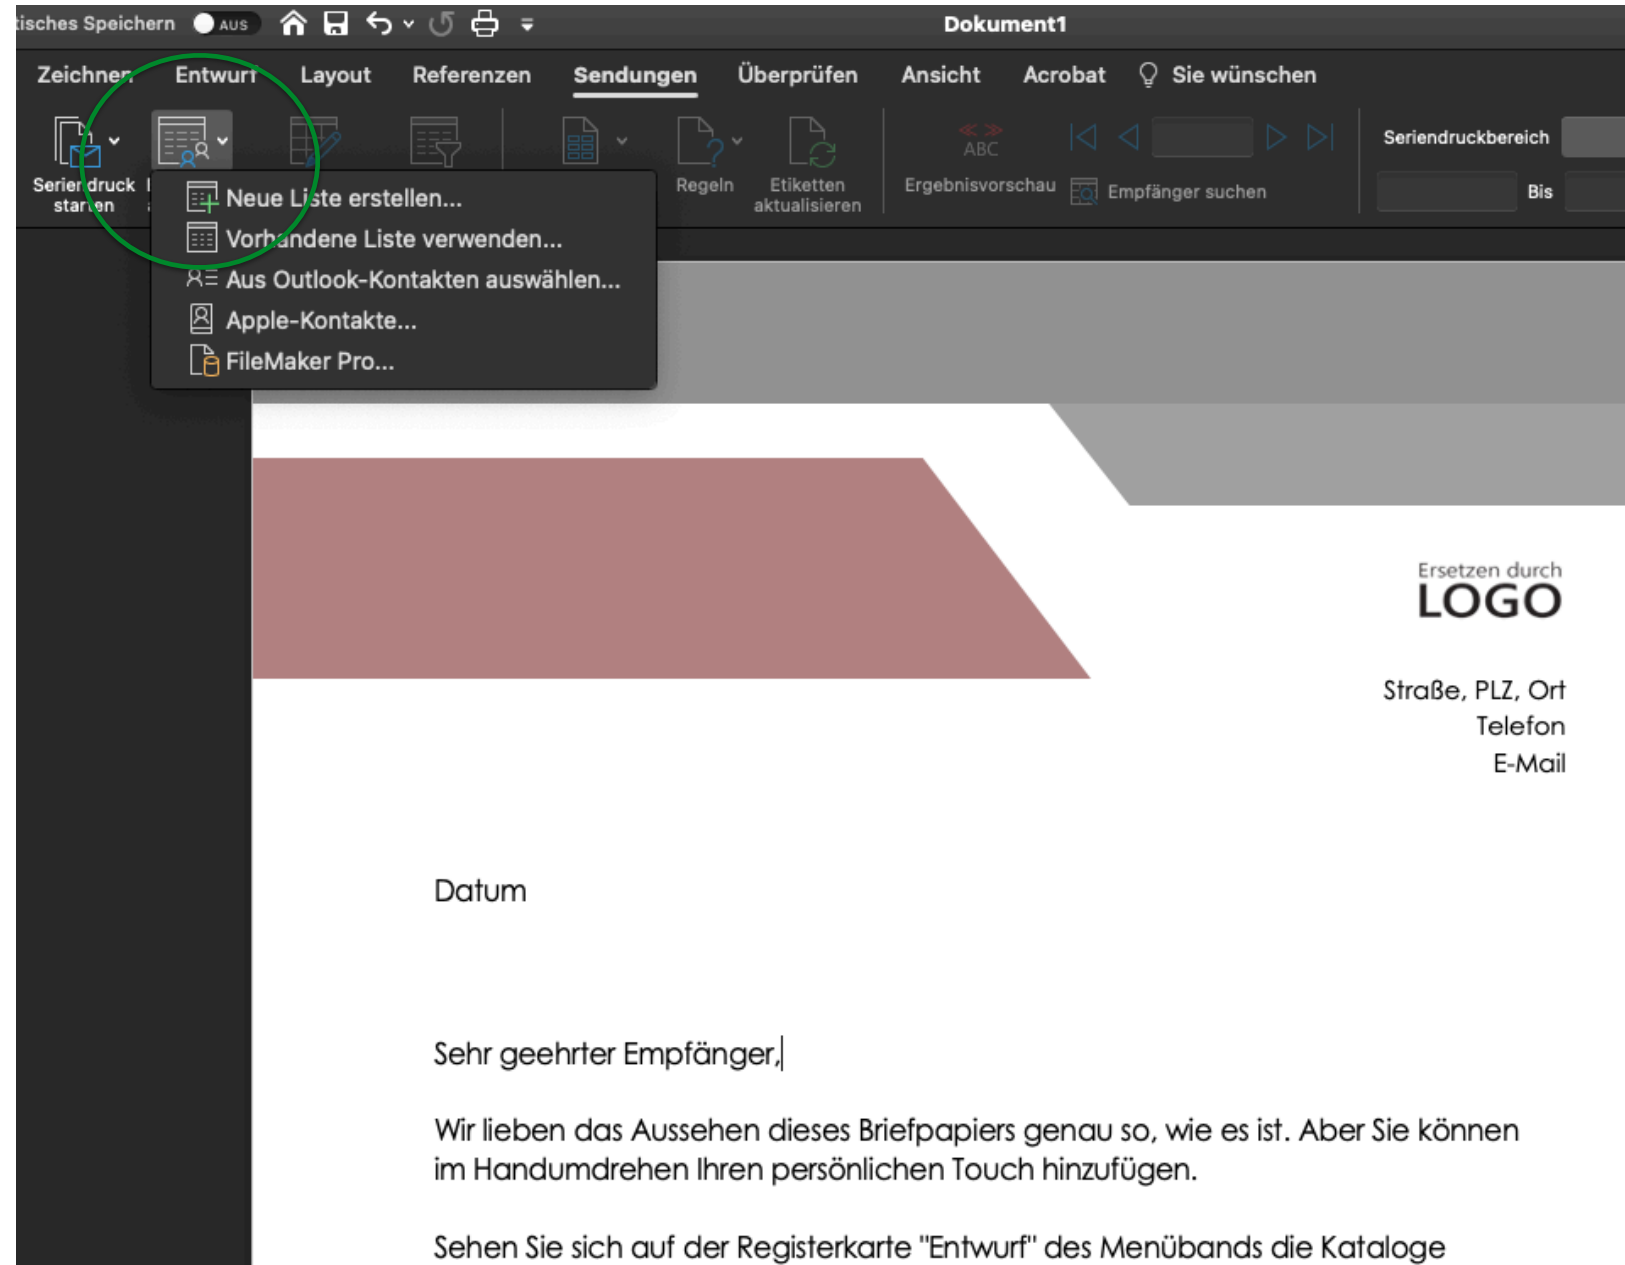 tisches Speichern AUS Dokument1
Zeichnen Entwurf Layout Referenzen Sendungen Überprüfen Ansicht Acrobat Sie wünschen
Seriendruck starten
Regeln
Etiketten aktualisieren
ABC
Ergebnisvorschau
Empfänger suchen
Seriendruckbereich
Bis
Neue Liste erstellen...
Vorhandene Liste verwenden...
Aus Outlook-Kontakten auswählen...
Apple-Kontakte...
FileMaker Pro...
Ersetzen durch
LOGO
Straße, PLZ, Ort
Telefon
E-Mail
Datum
Sehr geehrter Empfänger,
Wir lieben das Aussehen dieses Briefpapiers genau so, wie es ist. Aber Sie können
im Handumdrehen Ihren persönlichen Touch hinzufügen.
Sehen Sie sich auf der Registerkarte "Entwurf" des Menübands die Kataloge